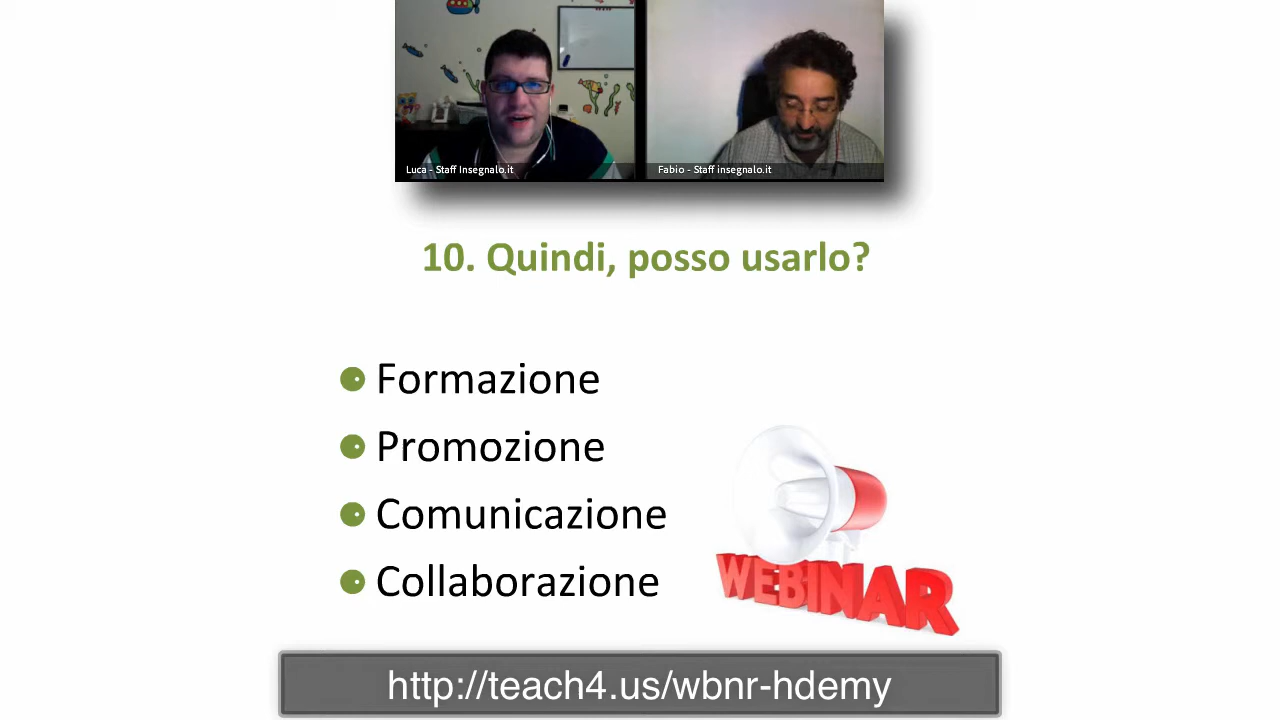 Luca - Staff Insegnalo.it
Fabio - Staff insegnalo.it
10. Quindi, posso usarlo?
Formazione
Promozione
Comunicazione
Collaborazione
WEBINAR
http://teach4.us/wbnr-hdemy